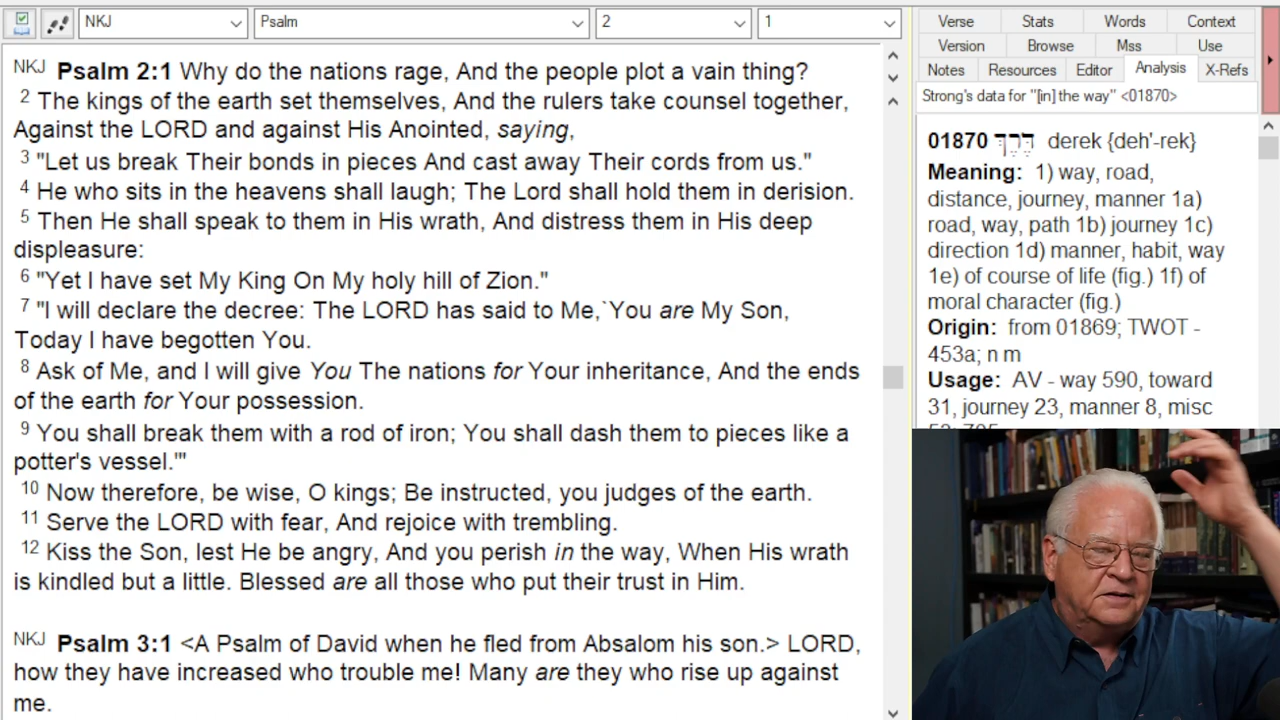 NKJ Psalm 2 1
NKJ Psalm 2:1 Why do the nations rage, And the people plot a vain thing?
2 The kings of the earth set themselves, And the rulers take counsel together,
Against the LORD and against His Anointed, saying,
3 "Let us break Their bonds in pieces And cast away Their cords from us."
4 He who sits in the heavens shall laugh; The Lord shall hold them in derision.
5 Then He shall speak to them in His wrath, And distress them in His deep
displeasure:
6 "Yet I have set My King On My holy hill of Zion."
7 "I will declare the decree: The LORD has said to Me,`You are My Son,
Today I have begotten You.
8 Ask of Me, and I will give You The nations for Your inheritance, And the ends
of the earth for Your possession.
9 You shall break them with a rod of iron; You shall dash them to pieces like a
potter's vessel.'"
10 Now therefore, be wise, O kings; Be instructed, you judges of the earth.
11 Serve the LORD with fear, And rejoice with trembling.
12 Kiss the Son, lest He be angry, And you perish in the way, When His wrath
is kindled but a little. Blessed are all those who put their trust in Him.
NKJ Psalm 3:1 <A Psalm of David when he fled from Absalom his son.> LORD,
how they have increased who trouble me! Many are they who rise up against
me.
Verse Stats Words Context
Version Browse Mss Use
Notes Resources Editor Analysis X-Refs
Strong's data for "[in] the way" <01870>
01870 דֶּרֶךְ derek {deh'-rek}
Meaning: 1) way, road,
distance, journey, manner 1a)
road, way, path 1b) journey 1c)
direction 1d) manner, habit, way
1e) of course of life (fig.) 1f) of
moral character (fig.)
Origin: from 01869; TWOT -
453a; n m
Usage: AV - way 590, toward
31, journey 23, manner 8, misc